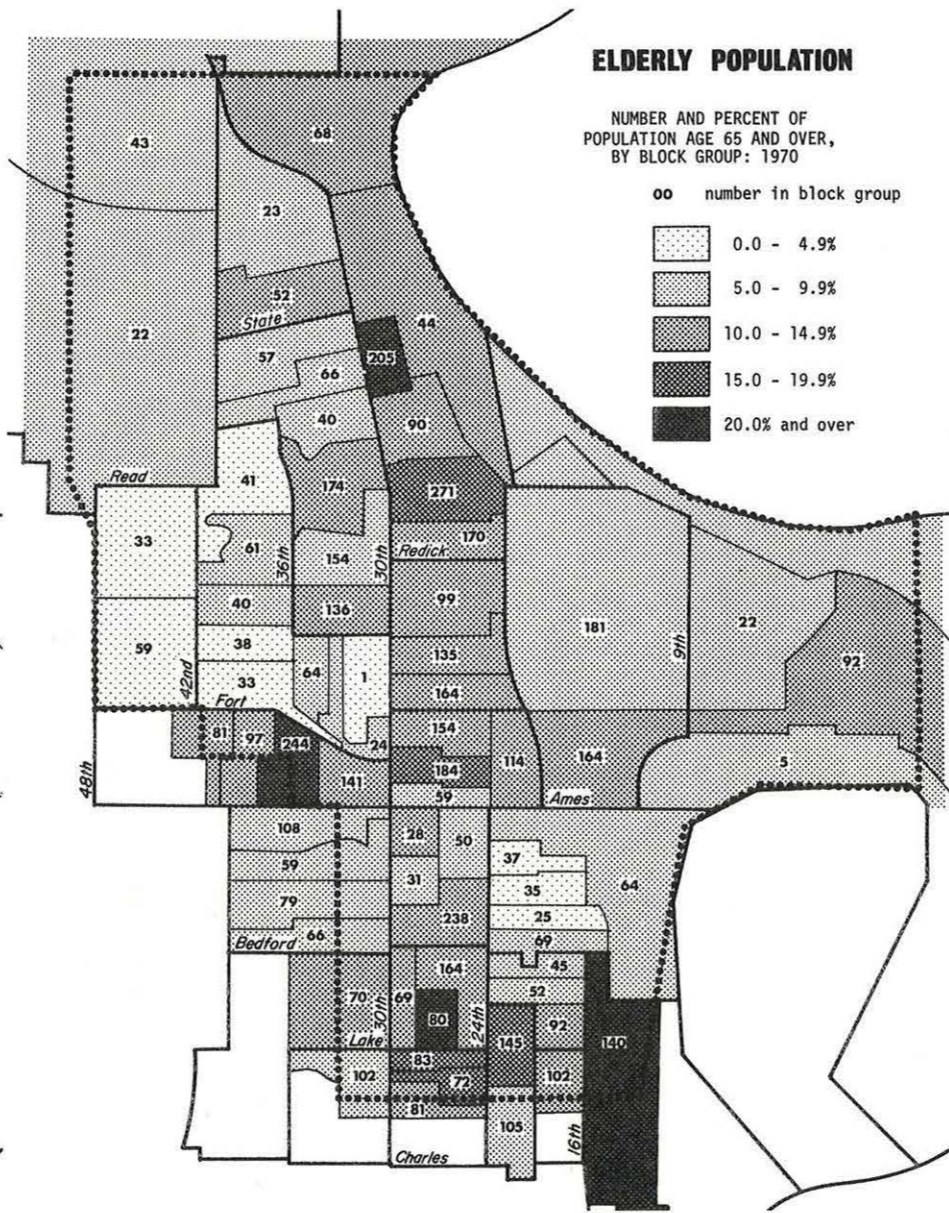 ELDERLY POPULATION
NUMBER AND PERCENT OF
POPULATION AGE 65 AND OVER,
BY BLOCK GROUP: 1970
oo number in block group
0.0 - 4.9%
5.0 - 9.9%
10.0 - 14.9%
15.0 - 19.9%
20.0% and over
43
68
23
52
State
22
44
57
205
66
40
90
Read
41
174
271
33
61
36th
154
30th
Redick
170
40
136
99
181
9th
22
59
42nd
38
64
1
135
92
33
164
Fort
81
97
244
24
154
114
164
5
48th
141
184
59
Ames
108
28
50
37
59
31
35
64
79
25
238
66
69
Bedford
164
45
70
30th
69
52
80
24th
92
140
Lake
145
83
102
72
102
81
105
16th
Charles